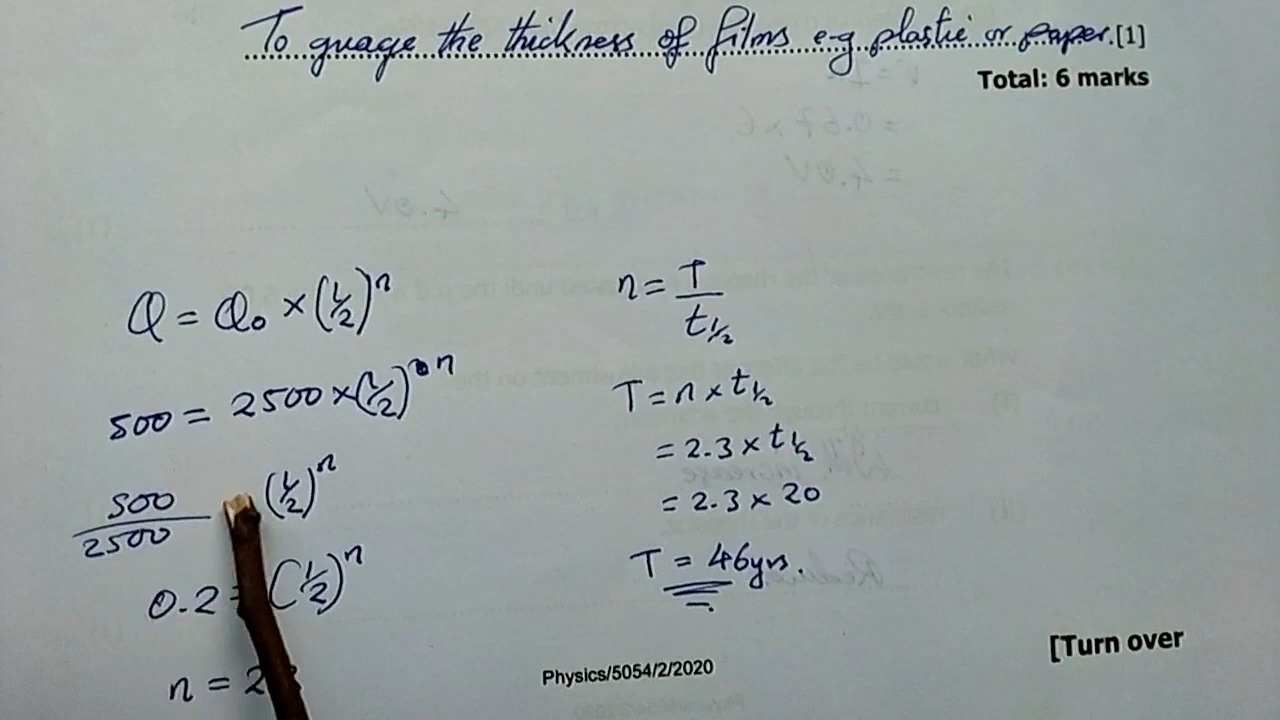 To guage the thickness of films e-g plastic or paper.[1]
Total: 6 marks
Q = Q₀ × (1/2)ⁿ
500 = 2500 × (1/2)ⁿ
500/2500 (1/2)ⁿ
0.2 = (1/2)ⁿ
n = 2
n = T/t½
T = n × t½
= 2.3 × t½
= 2.3 × 20
T = 46yrs.
[Turn over
Physics/5054/2/2020